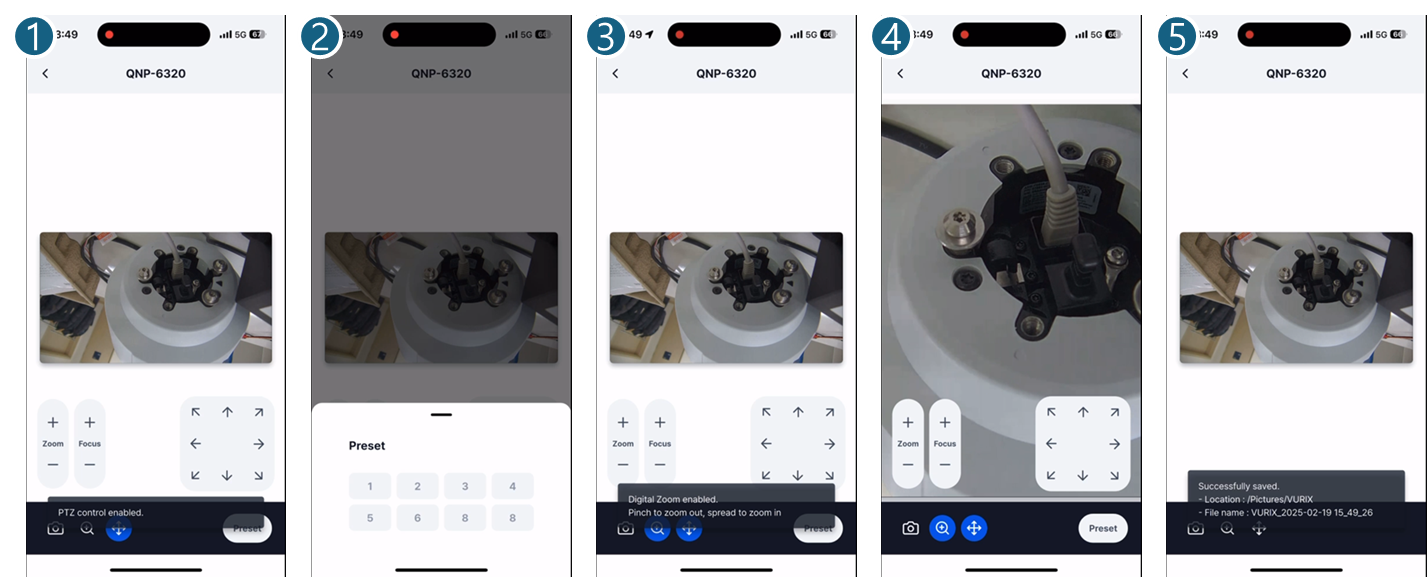 1
3:49
5G 67
QNP-6320
Zoom
Focus
PTZ control enabled.
Preset
2
:49
5G 66
QNP-6320
Preset
1 2 3 4
5 6 8 8
3
49
5G 66
QNP-6320
Zoom
Focus
Digital Zoom enabled.
Pinch to zoom out, spread to zoom in
Preset
4
:49
5G 66
QNP-6320
Zoom
Focus
Preset
5
:49
5G 66
QNP-6320
Successfully saved.
- Location : /Pictures/VURIX
- File name : VURIX_2025-02-19 15_49_26